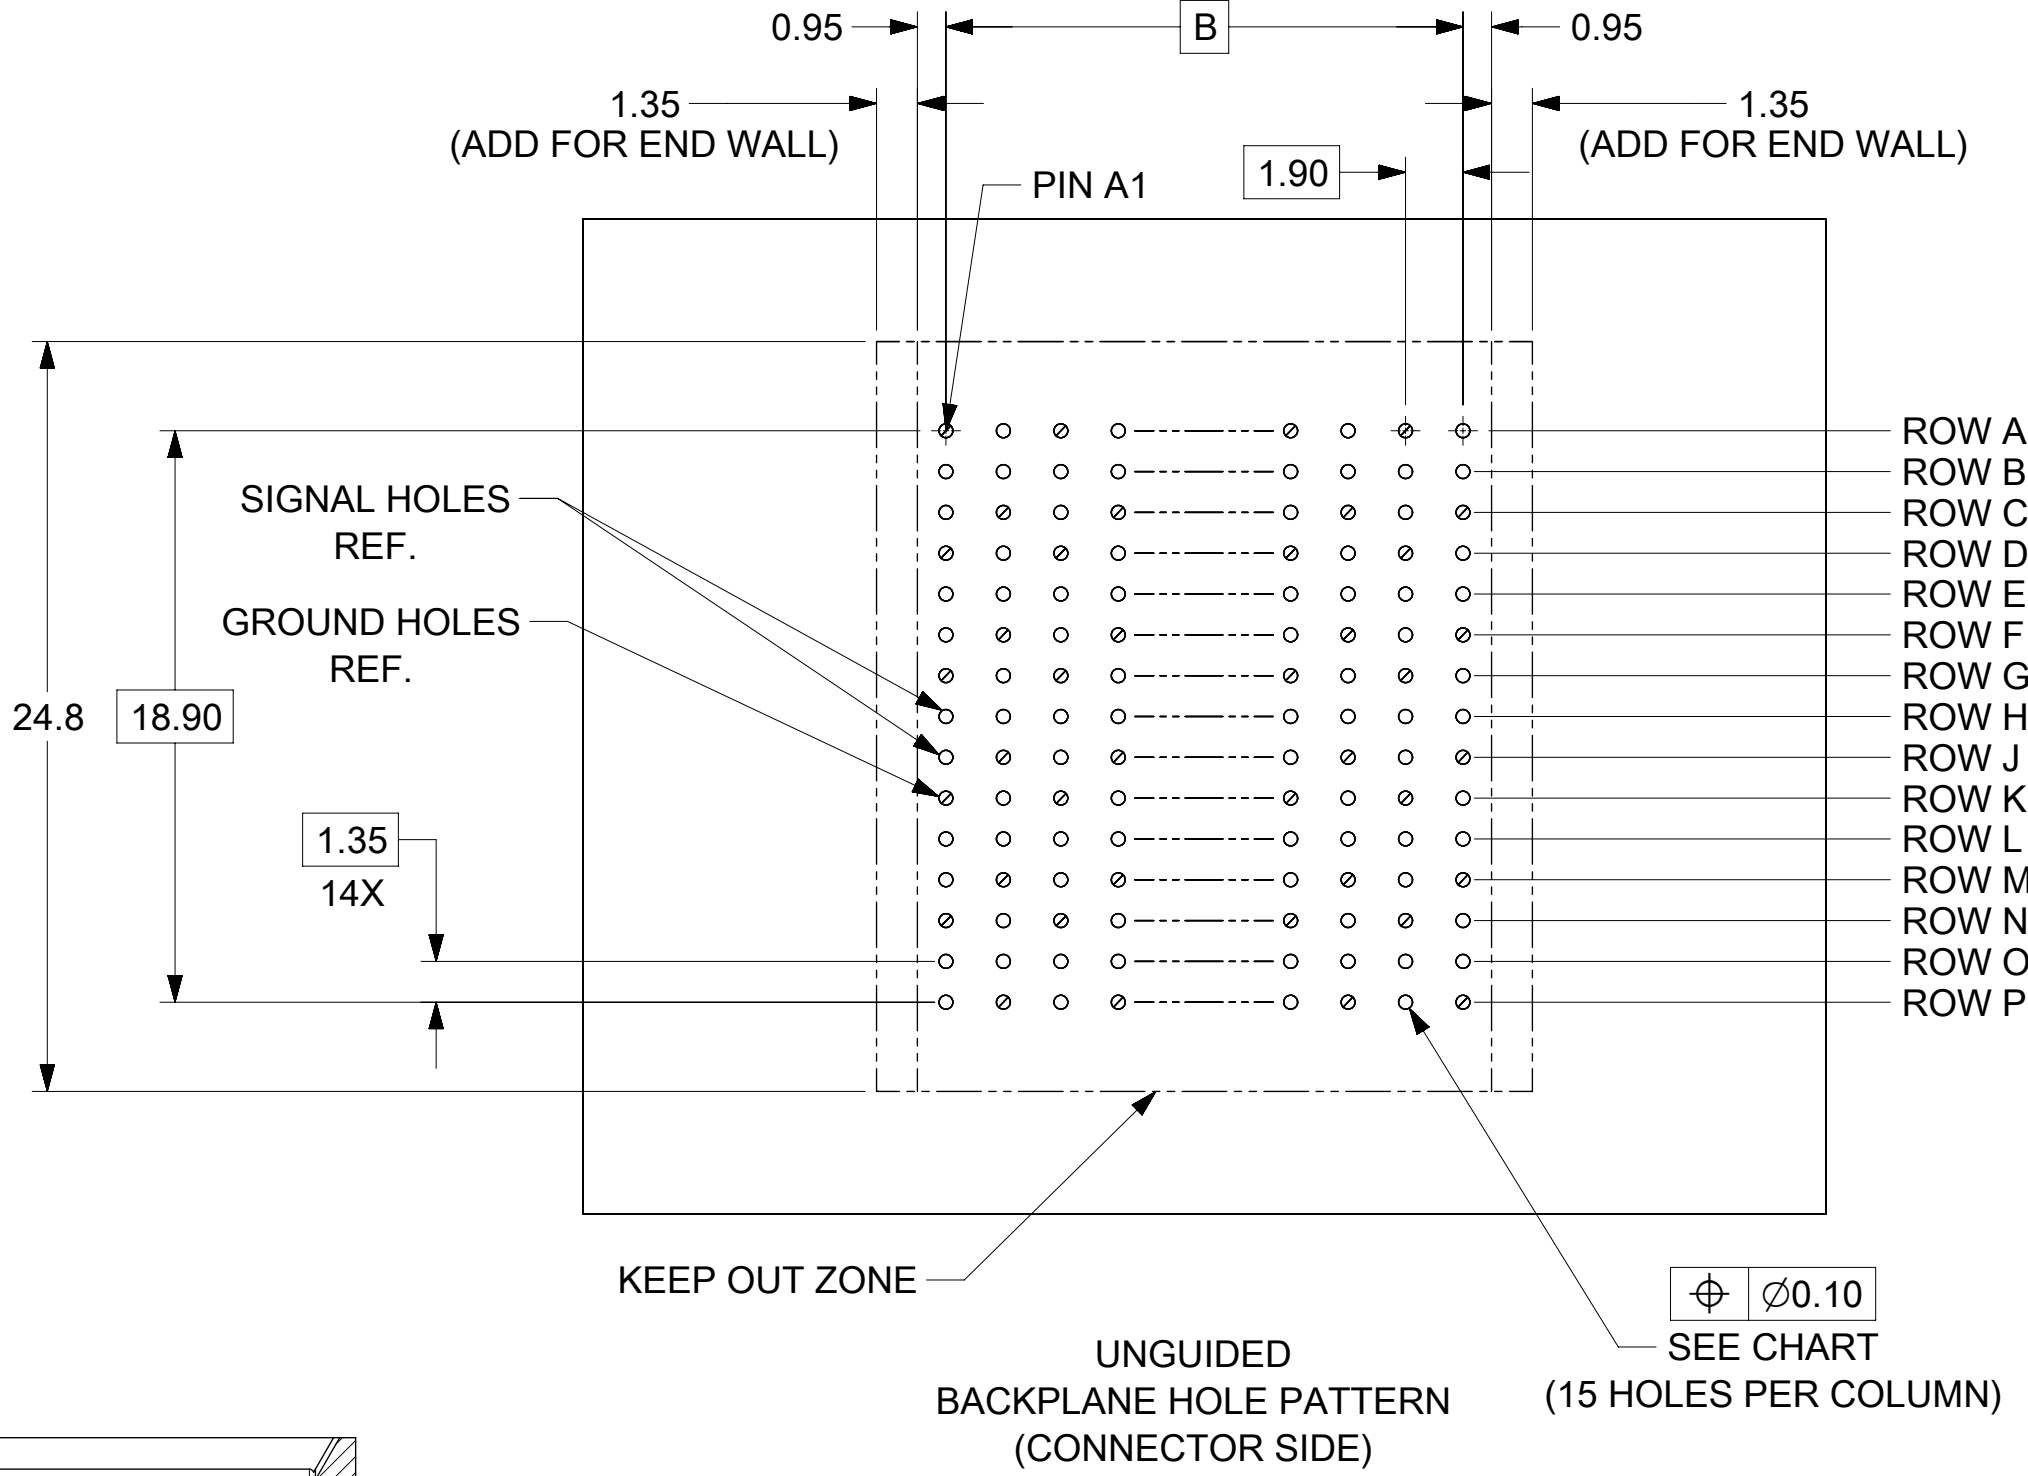 0.95
B
0.95
1.35
(ADD FOR END WALL)
1.35
(ADD FOR END WALL)
PIN A1
1.90
ROW A
ROW B
SIGNAL HOLES
REF.
ROW C
ROW D
ROW E
GROUND HOLES
REF.
ROW F
ROW G
24.8
18.90
ROW H
ROW J
ROW K
1.35
14X
ROW L
ROW M
ROW N
ROW O
ROW P
KEEP OUT ZONE
⌖ ∅0.10
SEE CHART
(15 HOLES PER COLUMN)
UNGUIDED
BACKPLANE HOLE PATTERN
(CONNECTOR SIDE)